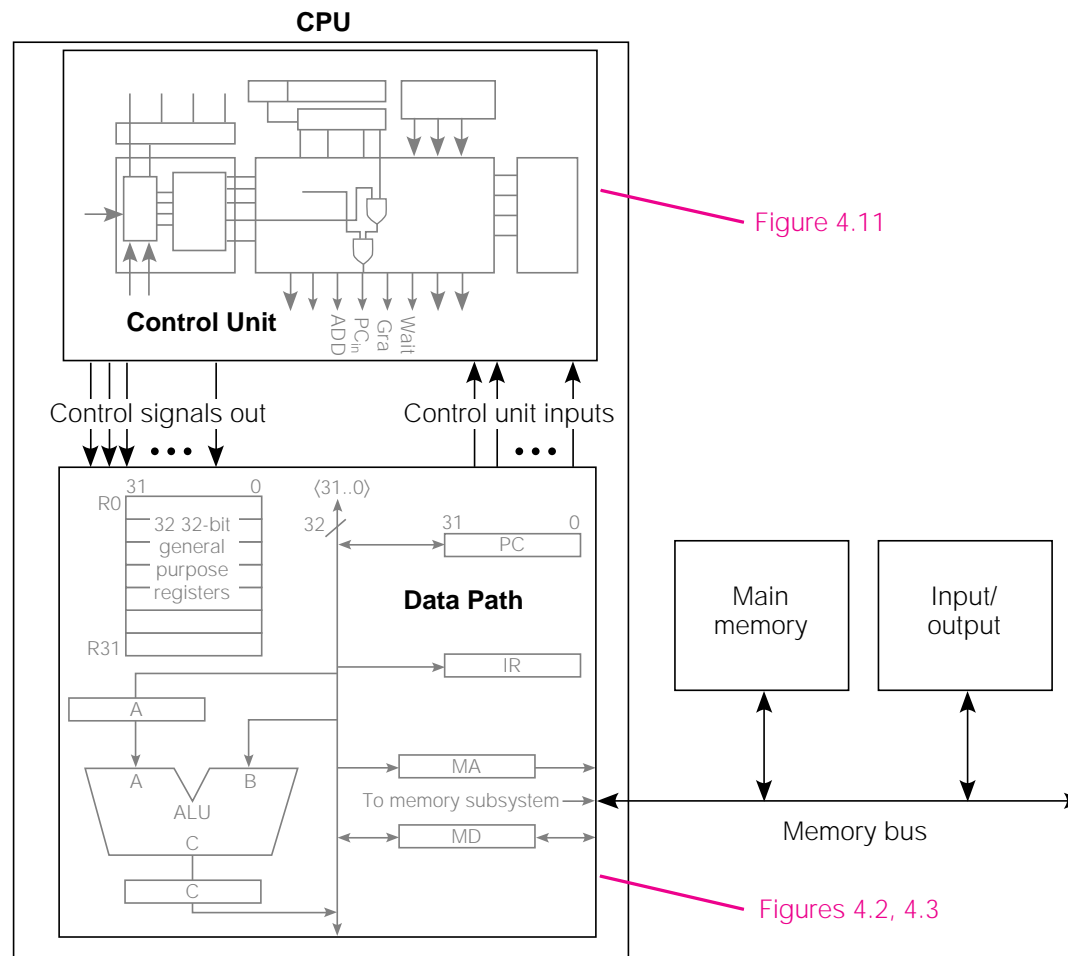 CPU
Figure 4.11
Control Unit
ADD
PCin
Gra
Wait
Control signals out
Control unit inputs
• • •
• • •
31
0
R0
32 32-bit
general
purpose
registers
R31
⟨31..0⟩
32
31
0
PC
Data Path
IR
A
A
B
ALU
C
C
MA
To memory subsystem
MD
Main
memory
Input/
output
Memory bus
Figures 4.2, 4.3